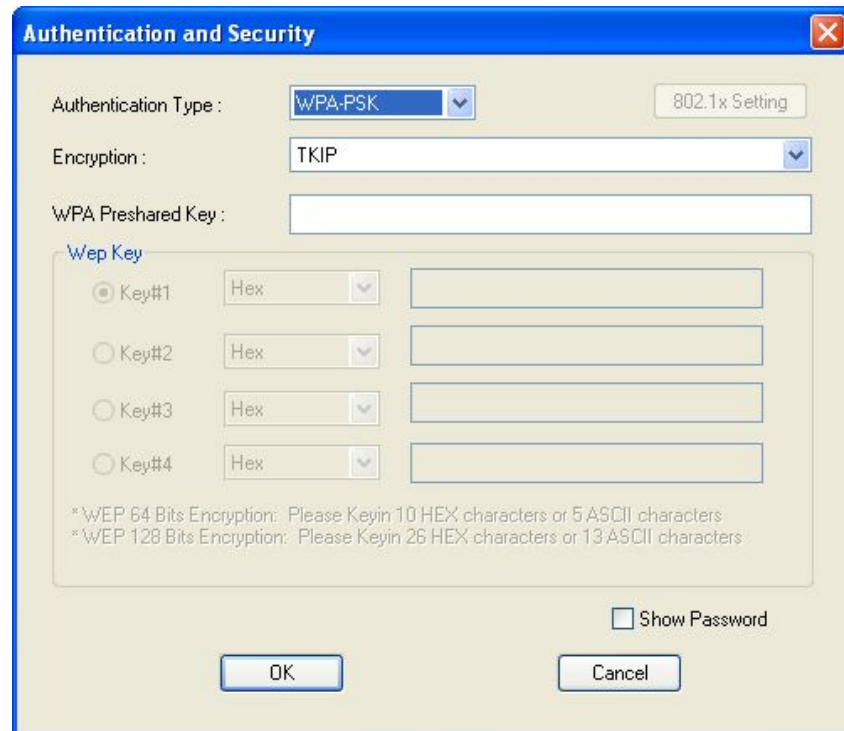 Authentication and Security
Authentication Type : WPA-PSK 802.1x Setting
Encryption : TKIP
WPA Preshared Key :
Wep Key
Key#1 Hex
Key#2 Hex
Key#3 Hex
Key#4 Hex
* WEP 64 Bits Encryption: Please Keyin 10 HEX characters or 5 ASCII characters
* WEP 128 Bits Encryption: Please Keyin 26 HEX characters or 13 ASCII characters
Show Password
OK Cancel